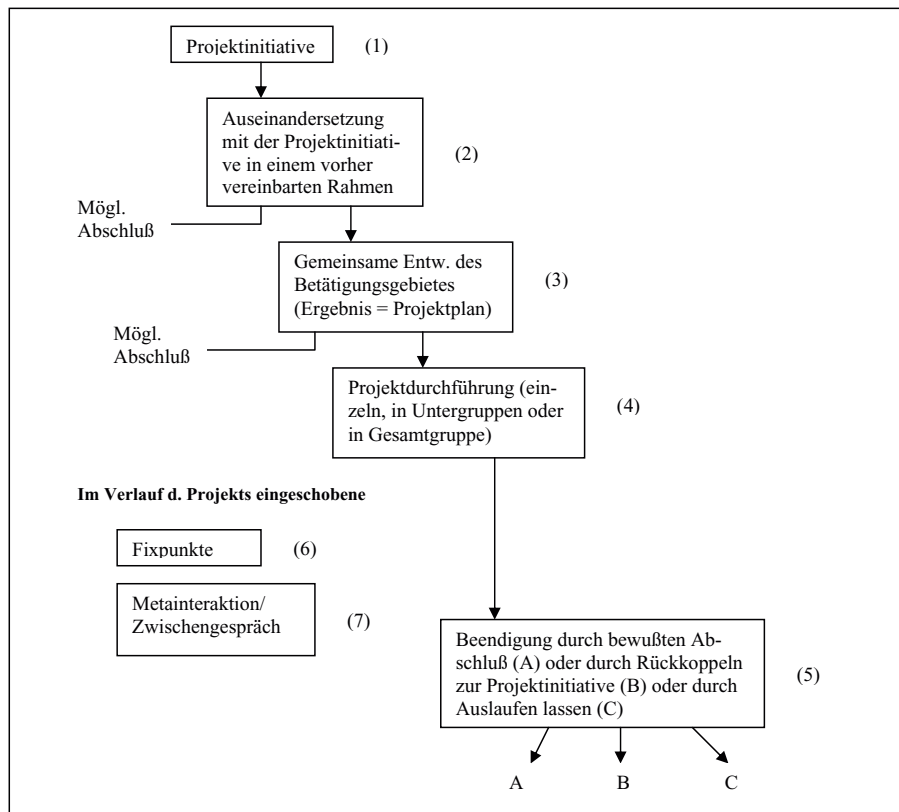 Projektinitiative (1)
Auseinandersetzung
mit der Projektinitiati-
ve in einem vorher
vereinbarten Rahmen
(2)
Mögl.
Abschluß
Gemeinsame Entw. des
Betätigungsgebietes
(Ergebnis = Projektplan)
(3)
Mögl.
Abschluß
Projektdurchführung (ein-
zeln, in Untergruppen oder
in Gesamtgruppe)
(4)
Im Verlauf d. Projekts eingeschobene
Fixpunkte (6)
Metainteraktion/
Zwischengespräch
(7)
Beendigung durch bewußten Ab-
schluß (A) oder durch Rückkoppeln
zur Projektinitiative (B) oder durch
Auslaufen lassen (C)
(5)
A B C